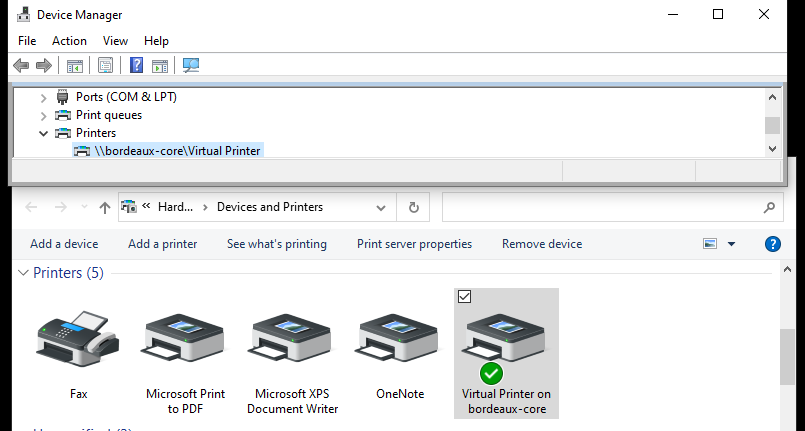 Device Manager
File Action View Help
Ports (COM & LPT)
Print queues
Printers
\\bordeaux-core\Virtual Printer
« Hard... > Devices and Printers
Add a device Add a printer See what's printing Print server properties Remove device
Printers (5)
Fax
Microsoft Print
to PDF
Microsoft XPS
Document Writer
OneNote
Virtual Printer on
bordeaux-core